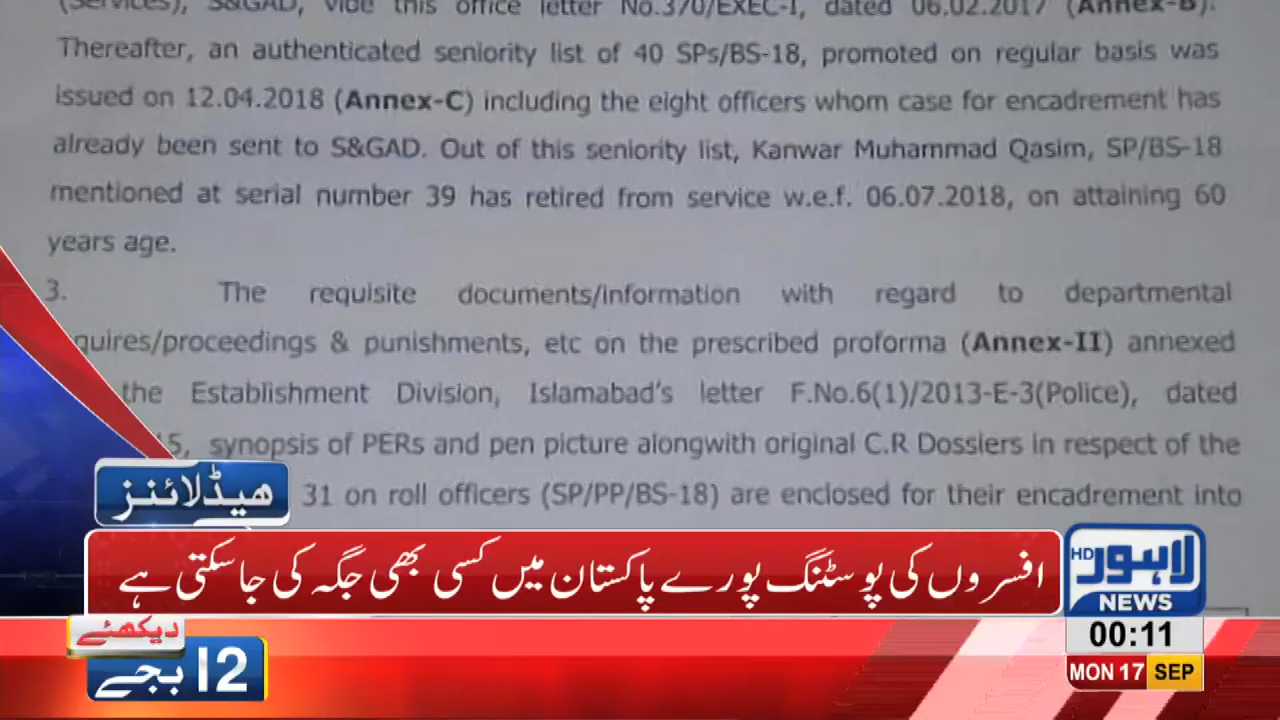 (Services), S&GAD, vide this office letter No.370/EXEC-I, dated 06.02.2017 (Annex-B).
Thereafter, an authenticated seniority list of 40 SPs/BS-18, promoted on regular basis was
issued on 12.04.2018 (Annex-C) including the eight officers whom case for encadrement has
already been sent to S&GAD. Out of this seniority list, Kanwar Muhammad Qasim, SP/BS-18
mentioned at serial number 39 has retired from service w.e.f. 06.07.2018, on attaining 60
years age.
3. The requisite documents/information with regard to departmental
quires/proceedings & punishments, etc on the prescribed proforma (Annex-II) annexed
the Establishment Division, Islamabad's letter F.No.6(1)/2013-E-3(Police), dated
15, synopsis of PERs and pen picture alongwith original C.R Dossiers in respect of the
31 on roll officers (SP/PP/BS-18) are enclosed for their encadrement into
ہیڈلائنز
افسروں کی پوسٹنگ پورے پاکستان میں کسی بھی جگہ کی جاسکتی ہے
لاہور HD
NEWS
00:11
MON 17 SEP
دیکھئے
12 بجے